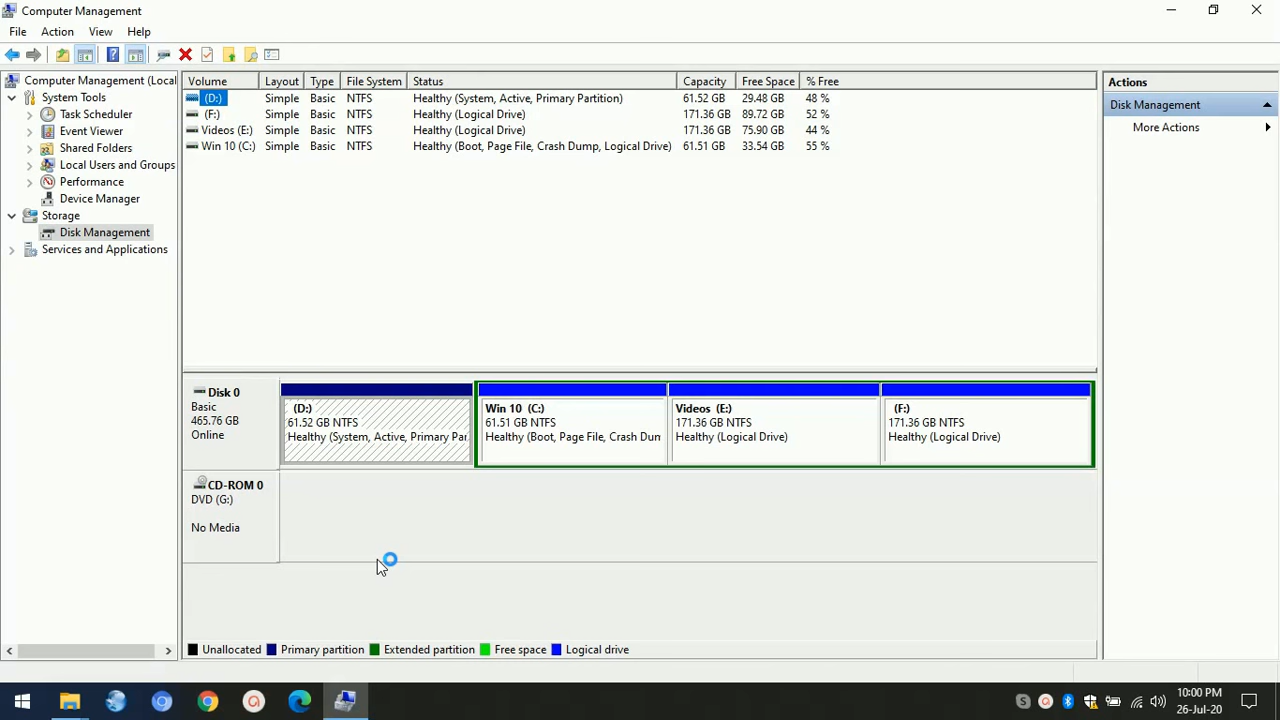 Computer Management
File Action View Help
Computer Management (Local
System Tools
Task Scheduler
Event Viewer
Shared Folders
Local Users and Groups
Performance
Device Manager
Storage
Disk Management
Services and Applications
Volume Layout Type File System Status Capacity Free Space % Free
(D:) Simple Basic NTFS Healthy (System, Active, Primary Partition) 61.52 GB 29.48 GB 48 %
(F:) Simple Basic NTFS Healthy (Logical Drive) 171.36 GB 89.72 GB 52 %
Videos (E:) Simple Basic NTFS Healthy (Logical Drive) 171.36 GB 75.90 GB 44 %
Win 10 (C:) Simple Basic NTFS Healthy (Boot, Page File, Crash Dump, Logical Drive) 61.51 GB 33.54 GB 55 %
Actions
Disk Management
More Actions
Disk 0
Basic
465.76 GB
Online
(D:)
61.52 GB NTFS
Healthy (System, Active, Primary Par
Win 10 (C:)
61.51 GB NTFS
Healthy (Boot, Page File, Crash Dun
Videos (E:)
171.36 GB NTFS
Healthy (Logical Drive)
(F:)
171.36 GB NTFS
Healthy (Logical Drive)
CD-ROM 0
DVD (G:)
No Media
Unallocated Primary partition Extended partition Free space Logical drive
10:00 PM
26-Jul-20